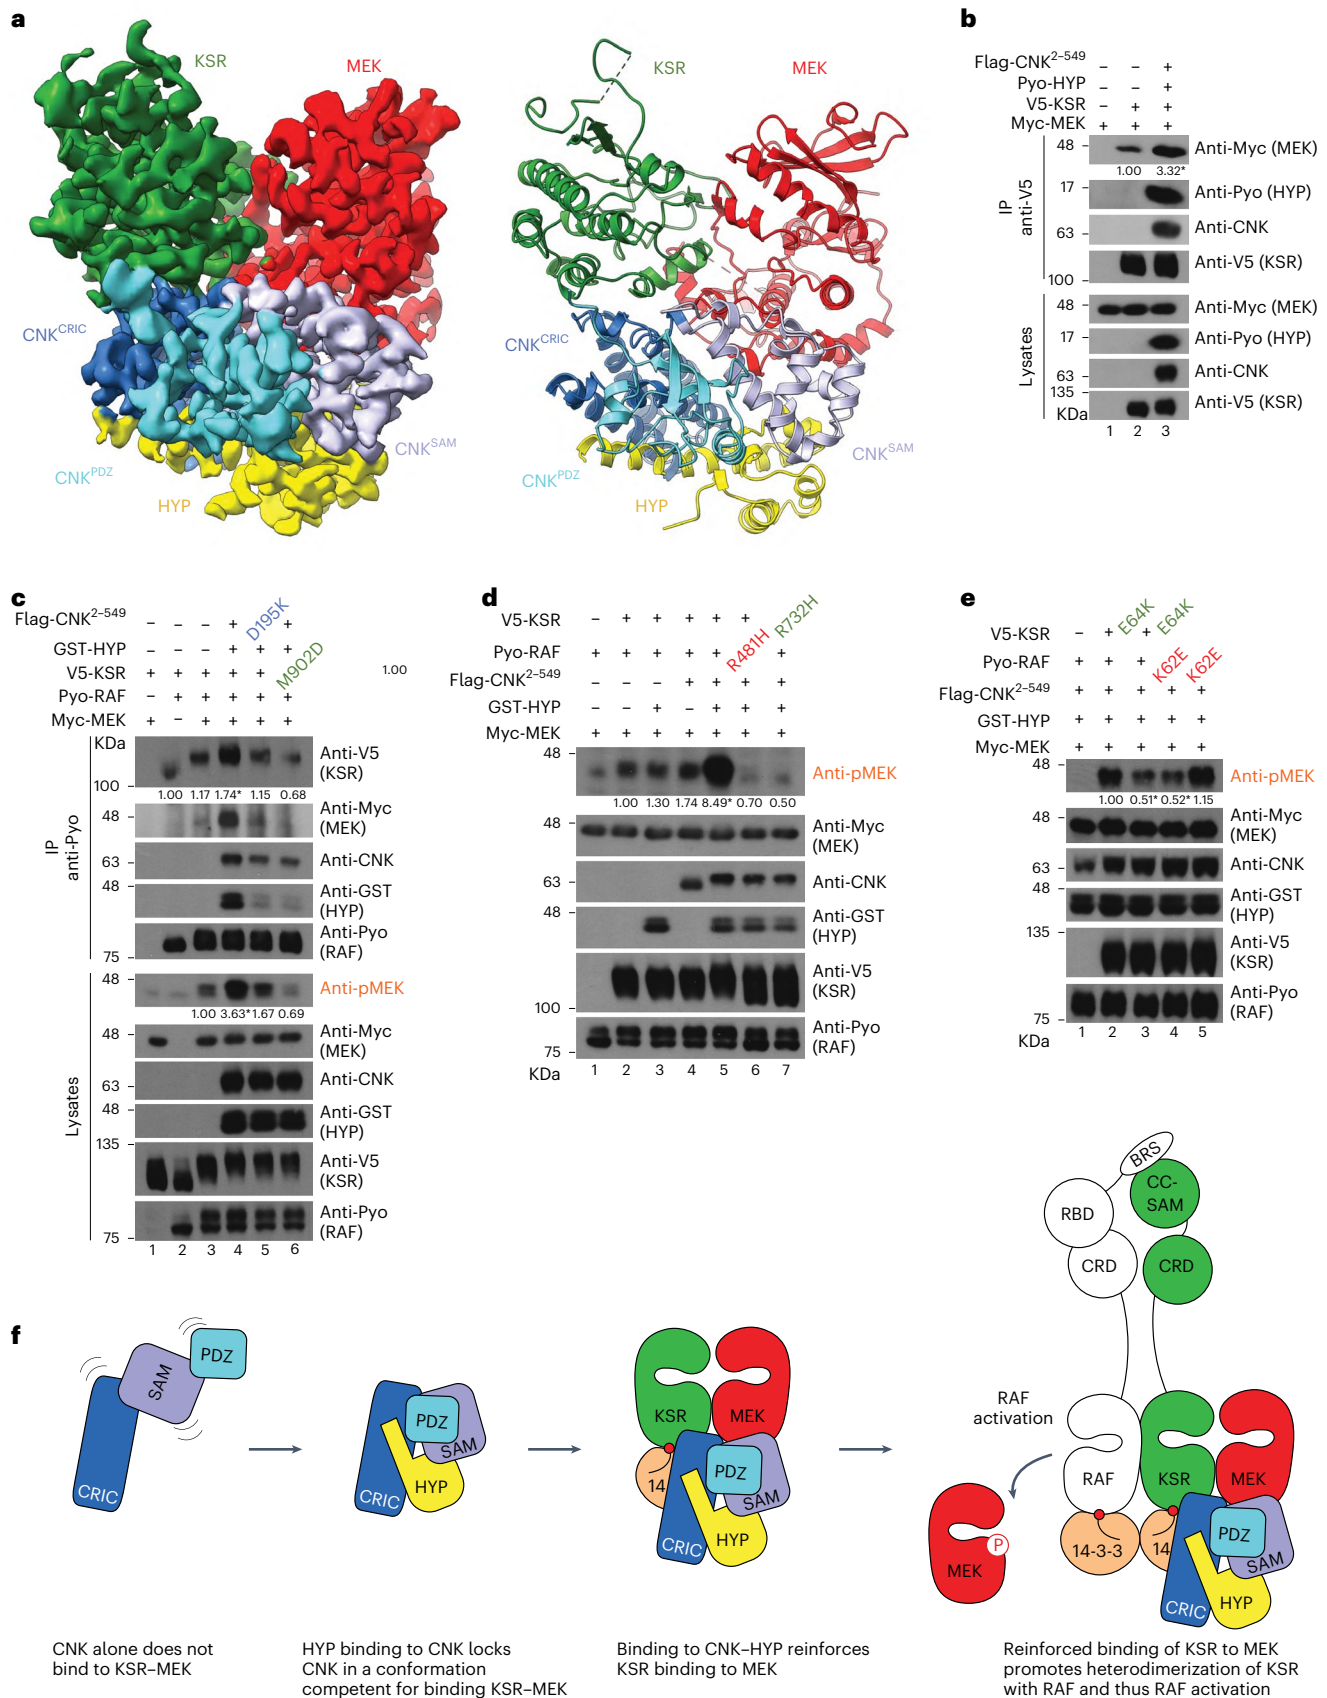 a
KSR
MEK
CNK^CRIC
CNK^PDZ
HYP
CNK^SAM
KSR
MEK
CNK^CRIC
CNK^PDZ
HYP
CNK^SAM
b
Flag-CNK^2–549 – – +
Pyo-HYP – – +
V5-KSR – + +
Myc-MEK + + +
IP
anti-V5
48 Anti-Myc (MEK)
1.00 3.32*
17 Anti-Pyo (HYP)
63 Anti-CNK
100 Anti-V5 (KSR)
Lysates
48 Anti-Myc (MEK)
17 Anti-Pyo (HYP)
63 Anti-CNK
135
KDa Anti-V5 (KSR)
1 2 3
c
Flag-CNK^2–549 – – – + D195K +
GST-HYP – – – + + +
V5-KSR + + + + + M902D
Pyo-RAF – + + + + +
Myc-MEK + – + + + +
1.00
IP
anti-Pyo
KDa
100
Anti-V5
(KSR)
1.00 1.17 1.74* 1.15 0.68
48
Anti-Myc
(MEK)
63 Anti-CNK
48
Anti-GST
(HYP)
75
Anti-Pyo
(RAF)
Lysates
48 Anti-pMEK
1.00 3.63* 1.67 0.69
48
Anti-Myc
(MEK)
63 Anti-CNK
48
Anti-GST
(HYP)
135
Anti-V5
(KSR)
75
Anti-Pyo
(RAF)
1 2 3 4 5 6
d
V5-KSR – + + + + + R732H
Pyo-RAF + + + + + R481H +
Flag-CNK^2–549 – – – + + + +
GST-HYP – – + – + + +
Myc-MEK + + + + + + +
48 Anti-pMEK
1.00 1.30 1.74 8.49* 0.70 0.50
48
Anti-Myc
(MEK)
63 Anti-CNK
48
Anti-GST
(HYP)
100
Anti-V5
(KSR)
75
Anti-Pyo
(RAF)
KDa
1 2 3 4 5 6 7
e
V5-KSR – + E64K + E64K
Pyo-RAF + + + K62E K62E
Flag-CNK^2–549 + + + + +
GST-HYP + + + + +
Myc-MEK + + + + +
48 Anti-pMEK
1.00 0.51* 0.52* 1.15
48
Anti-Myc
(MEK)
63 Anti-CNK
48
Anti-GST
(HYP)
135
Anti-V5
(KSR)
75
Anti-Pyo
(RAF)
KDa
1 2 3 4 5
f
PDZ
SAM
CRIC
CNK alone does not
bind to KSR–MEK
PDZ
SAM
HYP
CRIC
HYP binding to CNK locks
CNK in a conformation
competent for binding KSR–MEK
KSR
MEK
14
PDZ
SAM
HYP
CRIC
Binding to CNK–HYP reinforces
KSR binding to MEK
BRS
CC-
SAM
RBD
CRD
CRD
RAF
activation
RAF
KSR
MEK
MEK
P
14-3-3
14
PDZ
SAM
HYP
CRIC
Reinforced binding of KSR to MEK
promotes heterodimerization of KSR
with RAF and thus RAF activation